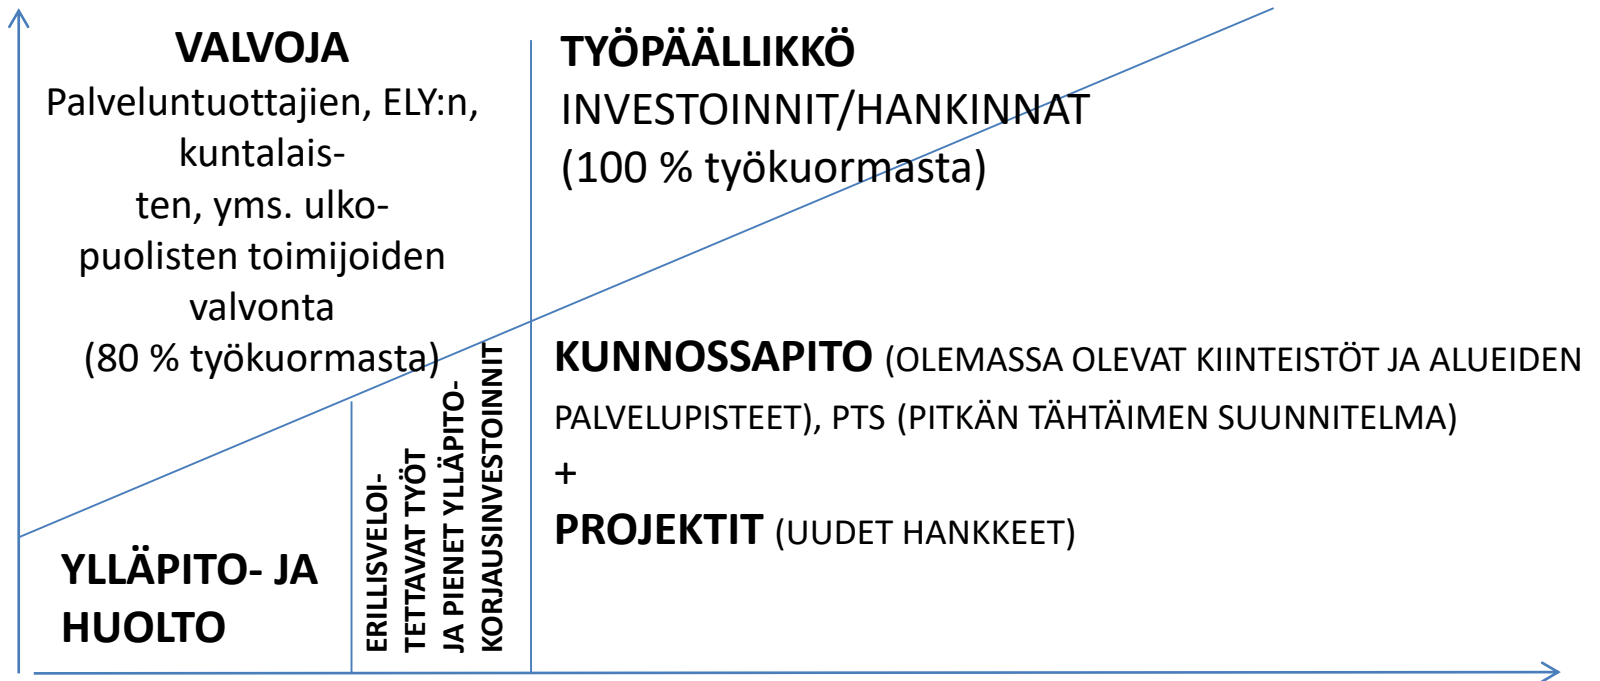 VALVOJA
Palveluntuottajien, ELY:n,
kuntalais-
ten, yms. ulko-
puolisten toimijoiden
valvonta
(80 % työkuormasta)
TYÖPÄÄLLIKKÖ
INVESTOINNIT/HANKINNAT
(100 % työkuormasta)
YLLÄPITO- JA
HUOLTO
ERILLISVELOI-
TETTAVAT TYÖT
JA PIENET YLLÄPITO-
KORJAUSINVESTOINNIT
KUNNOSSAPITO (OLEMASSA OLEVAT KIINTEISTÖT JA ALUEIDEN
PALVELUPISTEET), PTS (PITKÄN TÄHTÄIMEN SUUNNITELMA)
+
PROJEKTIT (UUDET HANKKEET)